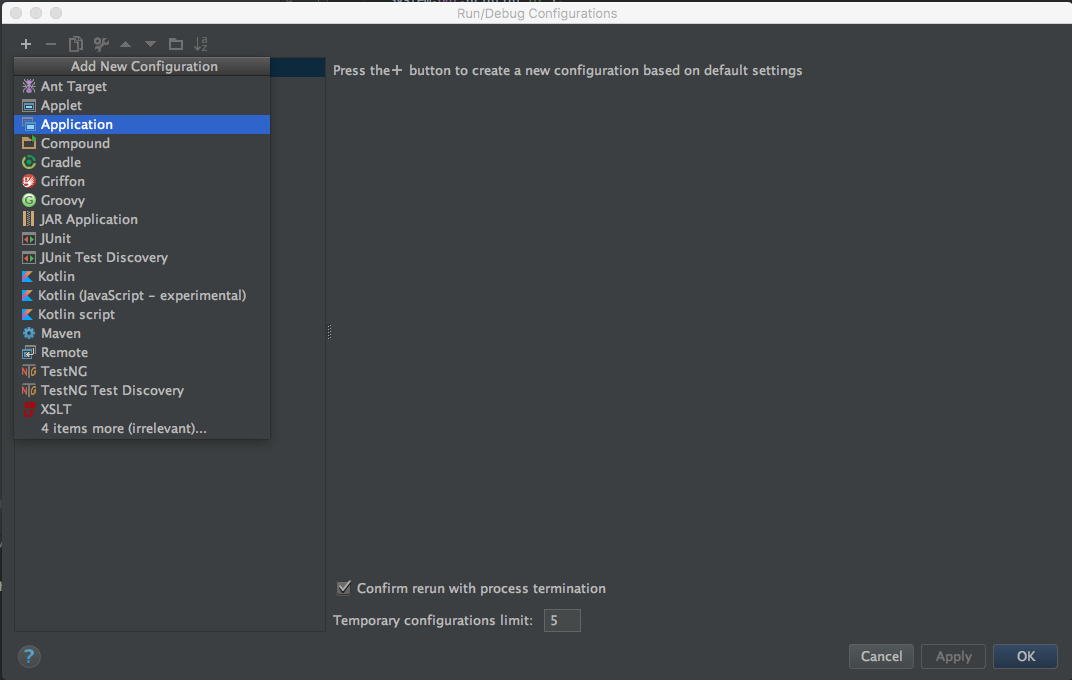 Run/Debug Configurations
Add New Configuration
Press the+ button to create a new configuration based on default settings
Ant Target
Applet
Application
Compound
Gradle
Griffon
Groovy
JAR Application
JUnit
JUnit Test Discovery
Kotlin
Kotlin (JavaScript - experimental)
Kotlin script
Maven
Remote
TestNG
TestNG Test Discovery
XSLT
4 items more (irrelevant)...
Confirm rerun with process termination
Temporary configurations limit: 5
? Cancel Apply OK